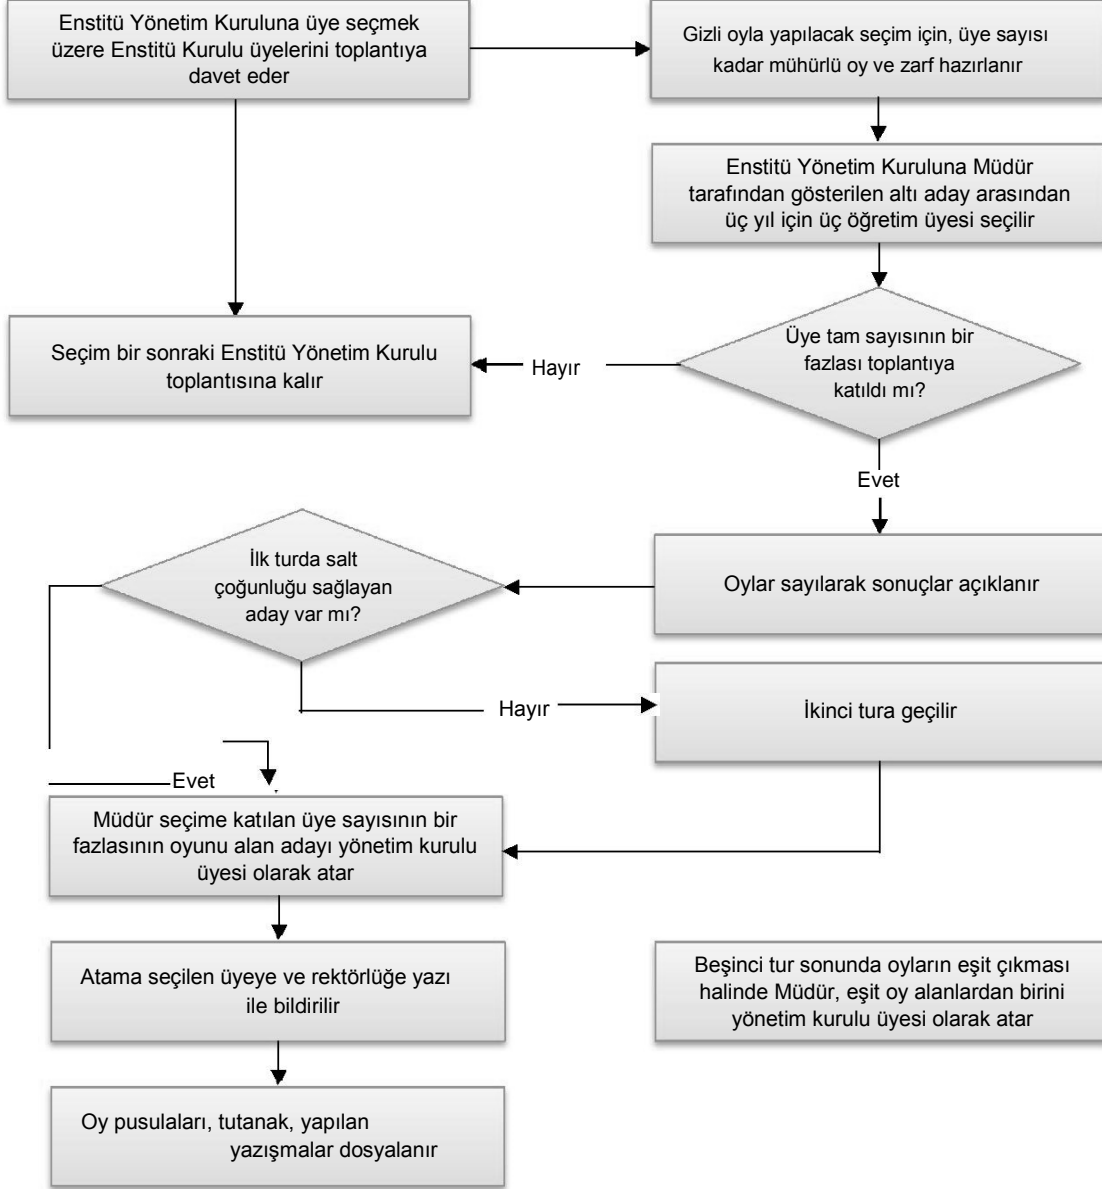 Enstitü Yönetim Kuruluna üye seçmek
üzere Enstitü Kurulu üyelerini toplantıya
davet eder
Gizli oyla yapılacak seçim için, üye sayısı
kadar mühürlü oy ve zarf hazırlanır
Enstitü Yönetim Kuruluna Müdür
tarafından gösterilen altı aday arasından
üç yıl için üç öğretim üyesi seçilir
Üye tam sayısının bir
fazlası toplantıya
katıldı mı?
Hayır
Seçim bir sonraki Enstitü Yönetim Kurulu
toplantısına kalır
Evet
Oylar sayılarak sonuçlar açıklanır
İlk turda salt
çoğunluğu sağlayan
aday var mı?
Hayır
İkinci tura geçilir
Evet
Müdür seçime katılan üye sayısının bir
fazlasının oyunu alan adayı yönetim kurulu
üyesi olarak atar
Atama seçilen üyeye ve rektörlüğe yazı
ile bildirilir
Beşinci tur sonunda oyların eşit çıkması
halinde Müdür, eşit oy alanlardan birini
yönetim kurulu üyesi olarak atar
Oy pusulaları, tutanak, yapılan
yazışmalar dosyalanır